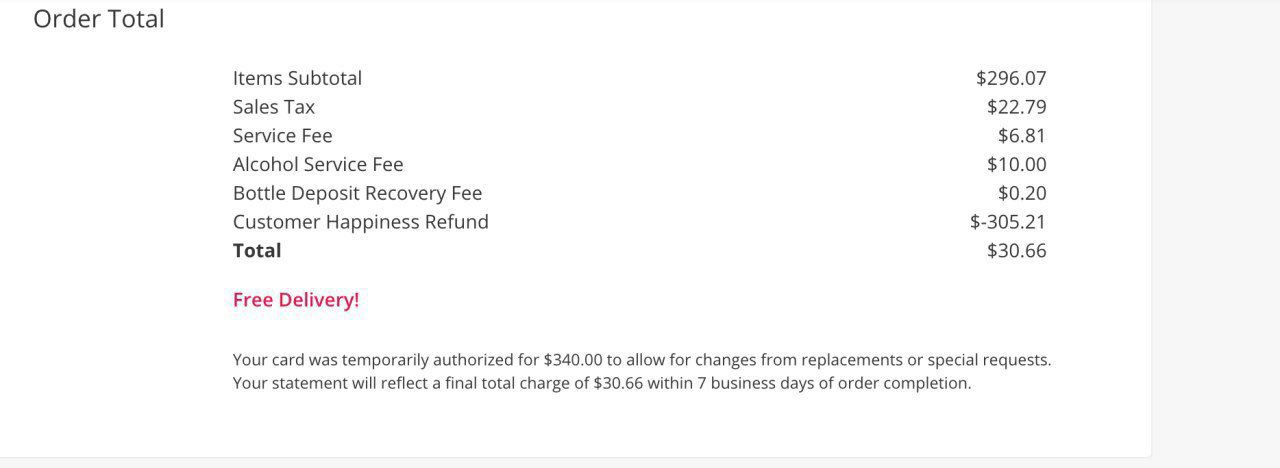 Order Total
Items Subtotal $296.07
Sales Tax $22.79
Service Fee $6.81
Alcohol Service Fee $10.00
Bottle Deposit Recovery Fee $0.20
Customer Happiness Refund $-305.21
Total $30.66
Free Delivery!
Your card was temporarily authorized for $340.00 to allow for changes from replacements or special requests.
Your statement will reflect a final total charge of $30.66 within 7 business days of order completion.